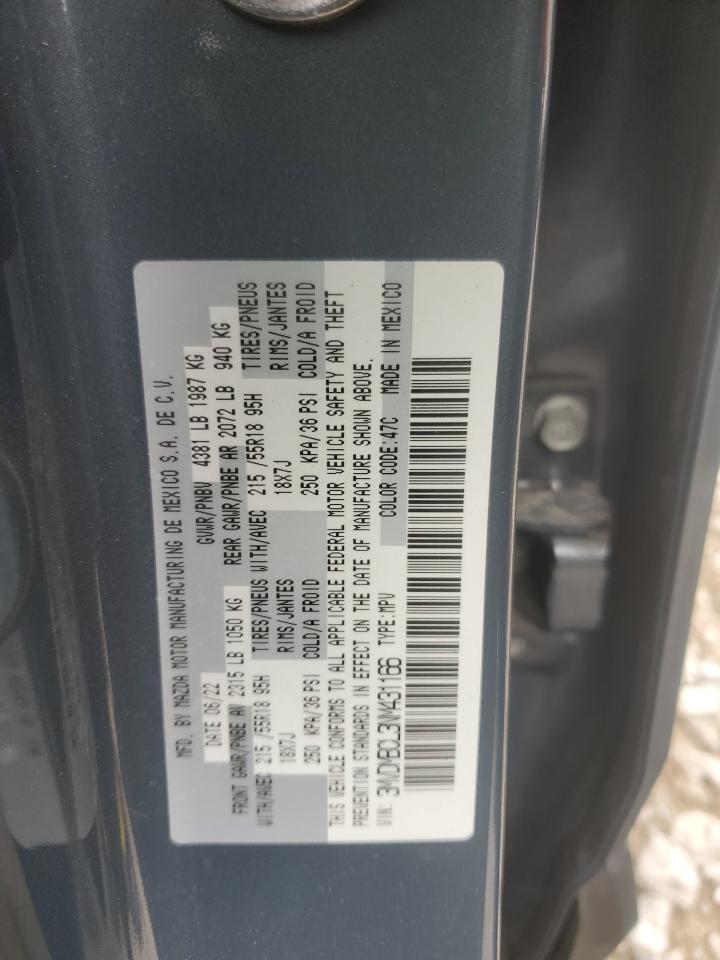 MFD. BY MAZDA MOTOR MANUFACTURING DE MEXICO S.A. DE C.V.
DATE 06/22 GVWR/PNBV 4381 LB 1987 KG
FRONT GAWR/PNBE AV 2315 LB 1050 KG REAR GAWR/PNBE AR 2072 LB 940 KG
WITH/AVEC 215 /55R18 95H TIRES/PNEUS WITH/AVEC 215 /55R18 95H TIRES/PNEUS
18X7J RIMS/JANTES 18X7J RIMS/JANTES
250 KPA/36 PSI COLD/A FROID 250 KPA/36 PSI COLD/A FROID
THIS VEHICLE CONFORMS TO ALL APPLICABLE FEDERAL MOTOR VEHICLE SAFETY AND THEFT
PREVENTION STANDARDS IN EFFECT ON THE DATE OF MANUFACTURE SHOWN ABOVE.
VIN: 3MVDMBCL3NM431166 TYPE:MPV COLOR CODE:47C MADE IN MEXICO